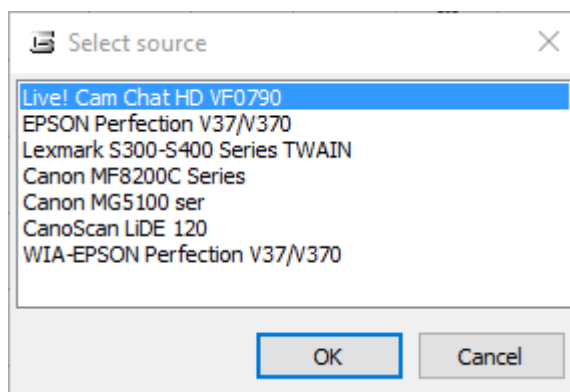 Select source
Live! Cam Chat HD VF0790
EPSON Perfection V37/V370
Lexmark S300-S400 Series TWAIN
Canon MF8200C Series
Canon MG5100 ser
CanoScan LiDE 120
WIA-EPSON Perfection V37/V370
OK
Cancel